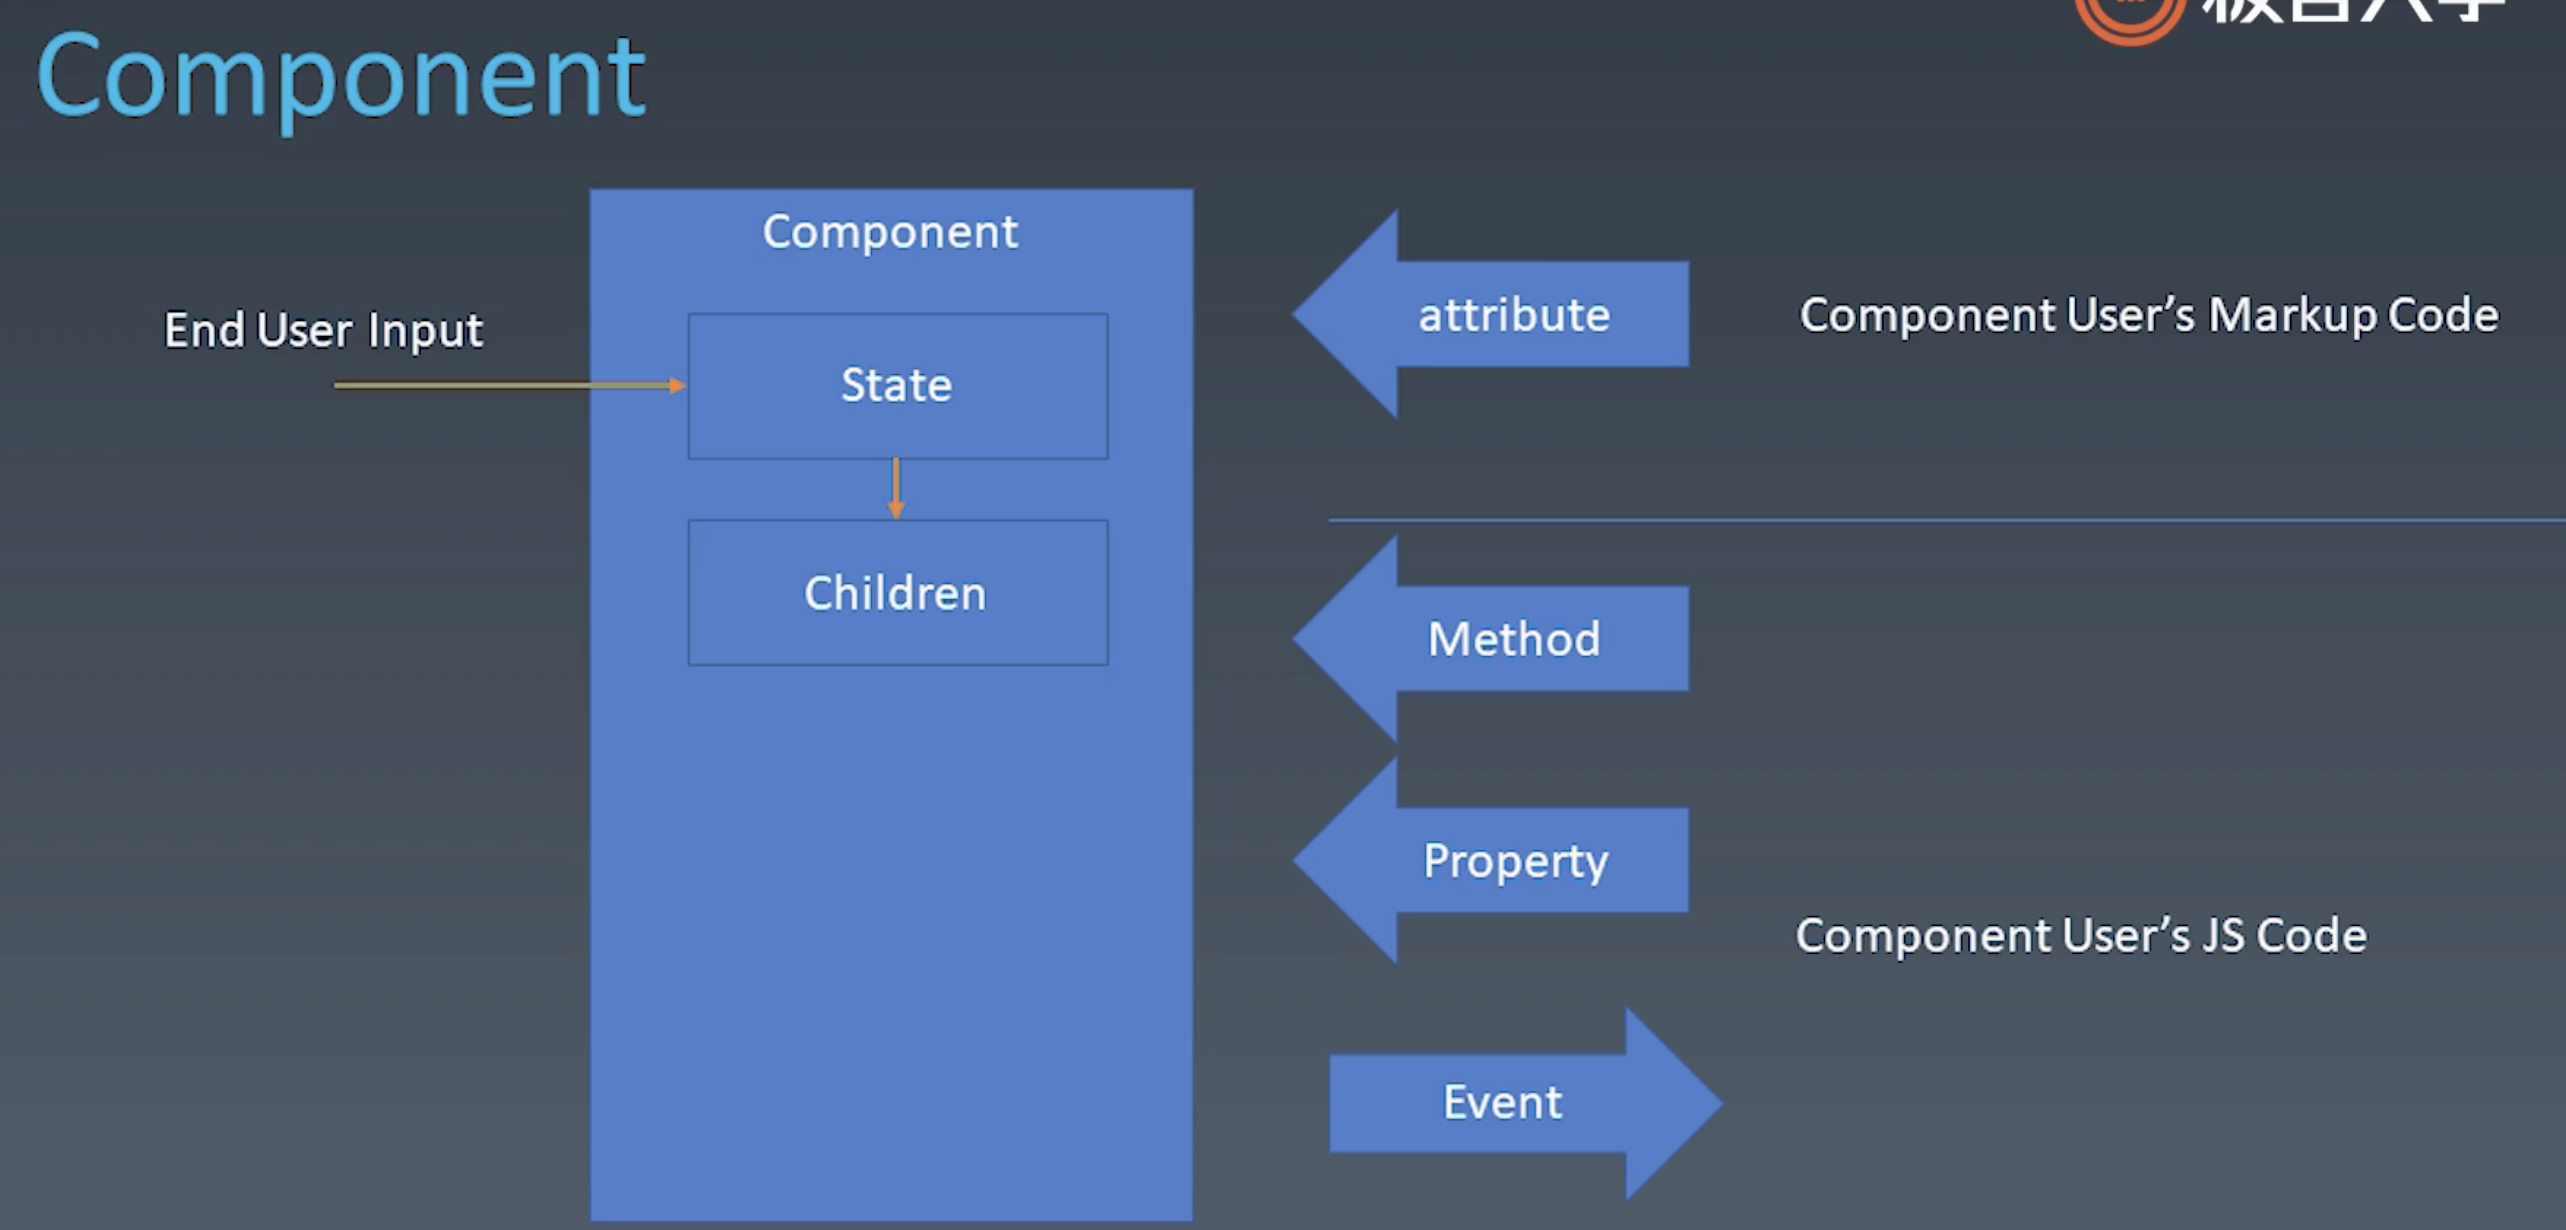 Component
Component
End User Input
State
Children
attribute
Component User’s Markup Code
Method
Property
Component User’s JS Code
Event